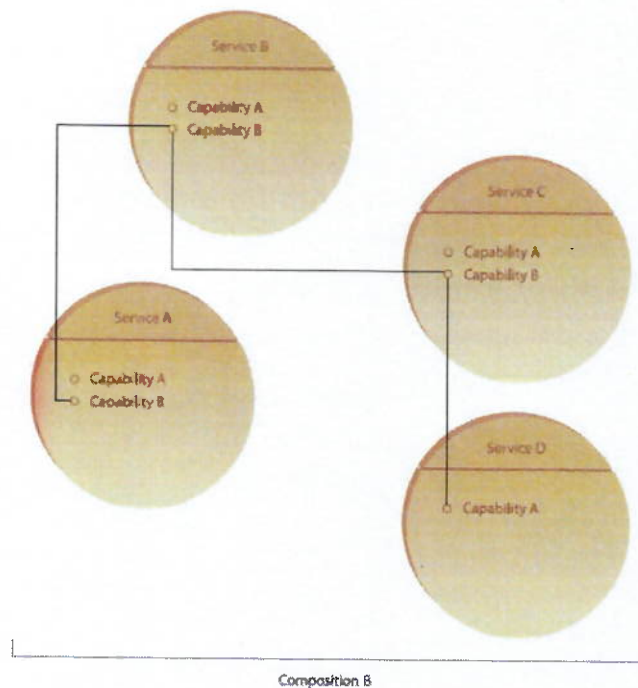 Service B
Capability A
Capability B
Service C
Capability A
Capability B
Service A
Capability A
Capability B
Service D
Capability A
Composition B